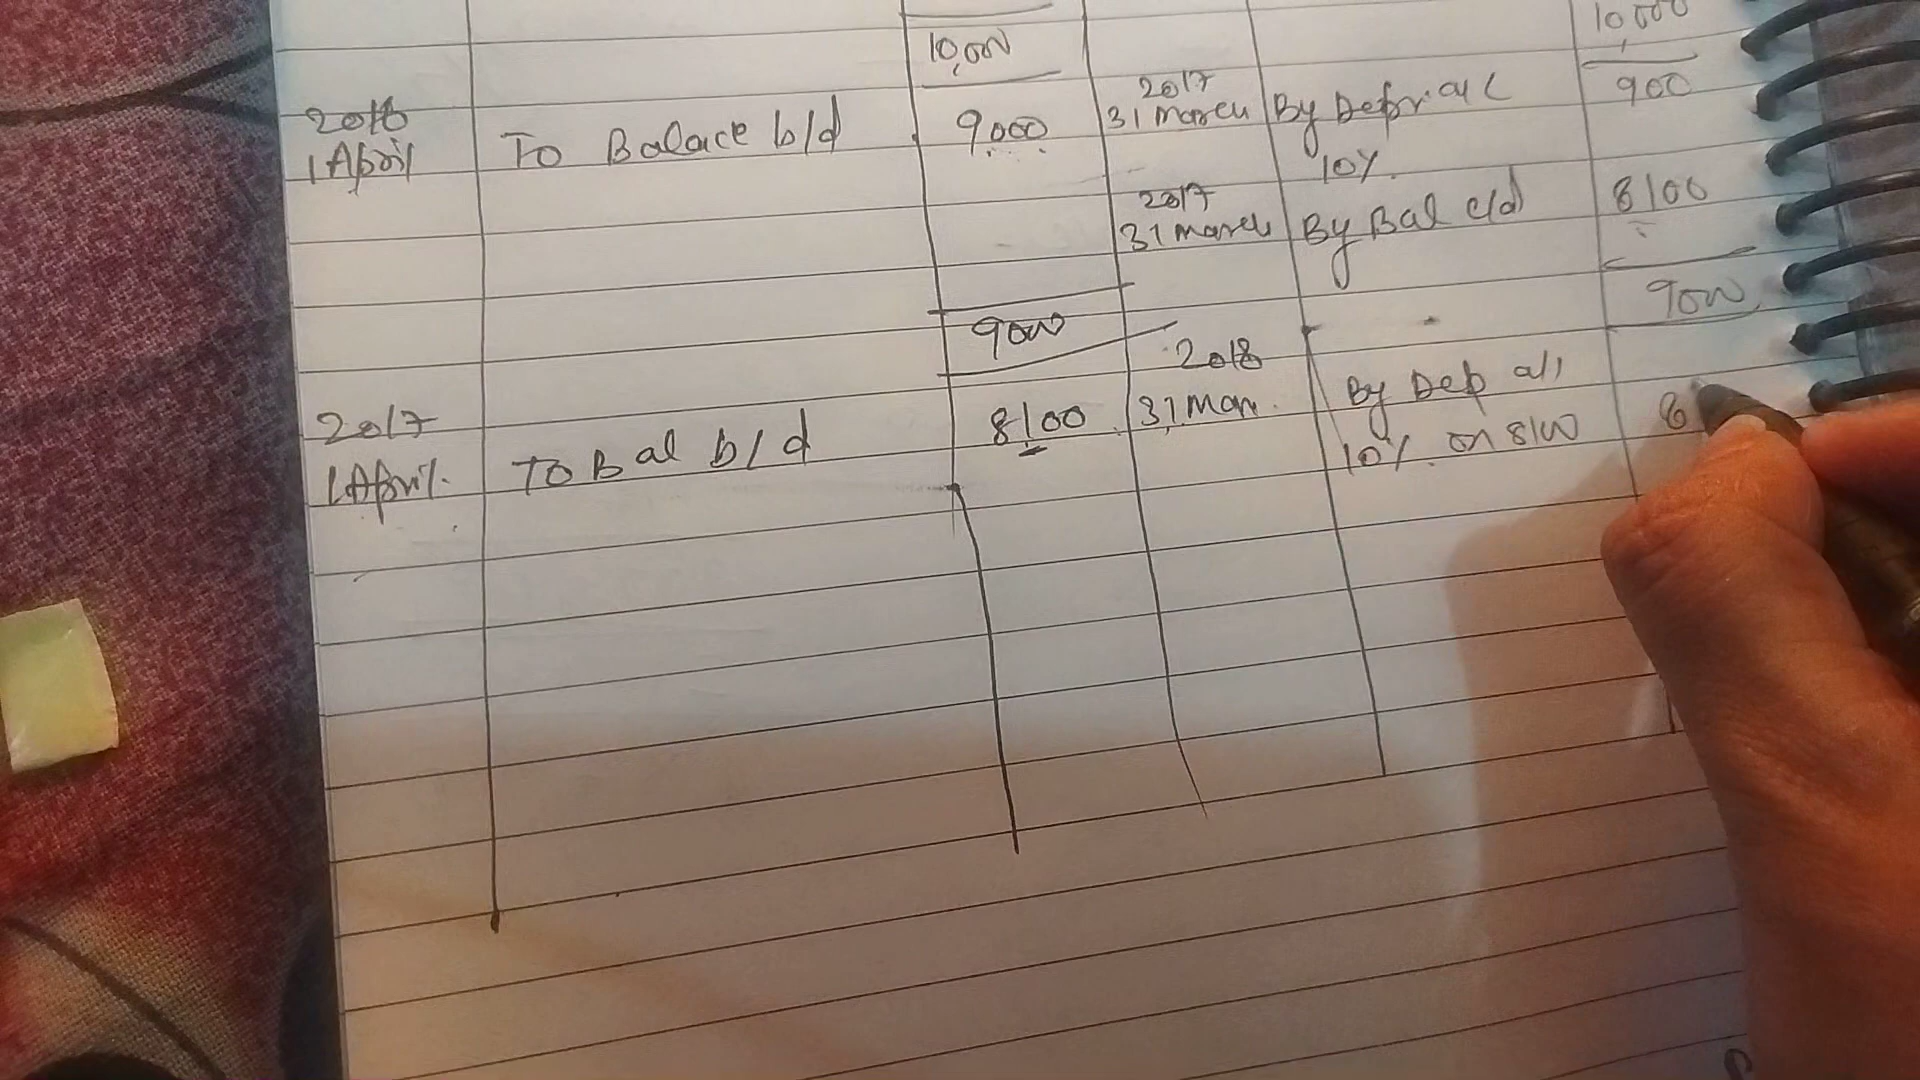 10,000
10,000
2016
1 April
To Balace b/d
9,000
2017
31 March
By Depr a/c
10%
900
2017
31 March
By Bal c/d
8100
9000
9000
2017
1 April.
To Bal b/d
8100
2018
31 Mar.
By Dep a/c
10% on 8100
8